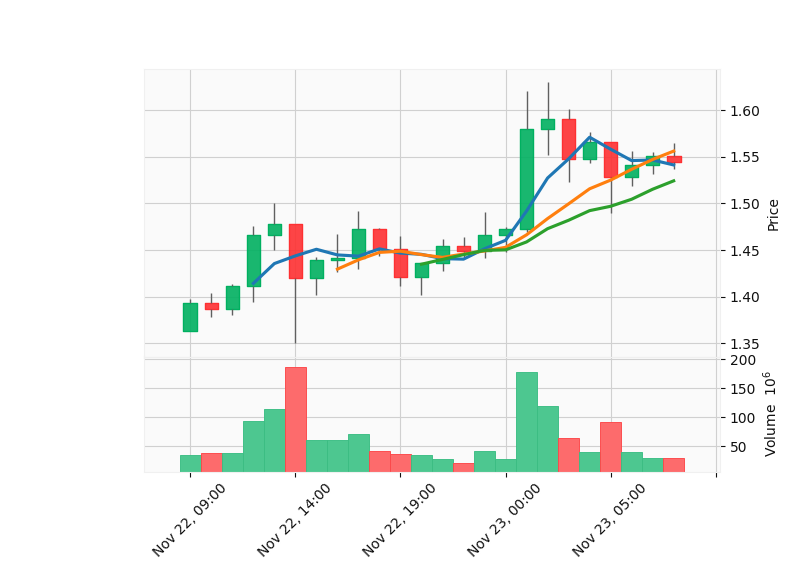 1.60
1.55
1.50
1.45
1.40
1.35
Price
200
150
100
50
Volume 10^6
Nov 22, 09:00
Nov 22, 14:00
Nov 22, 19:00
Nov 23, 00:00
Nov 23, 05:00